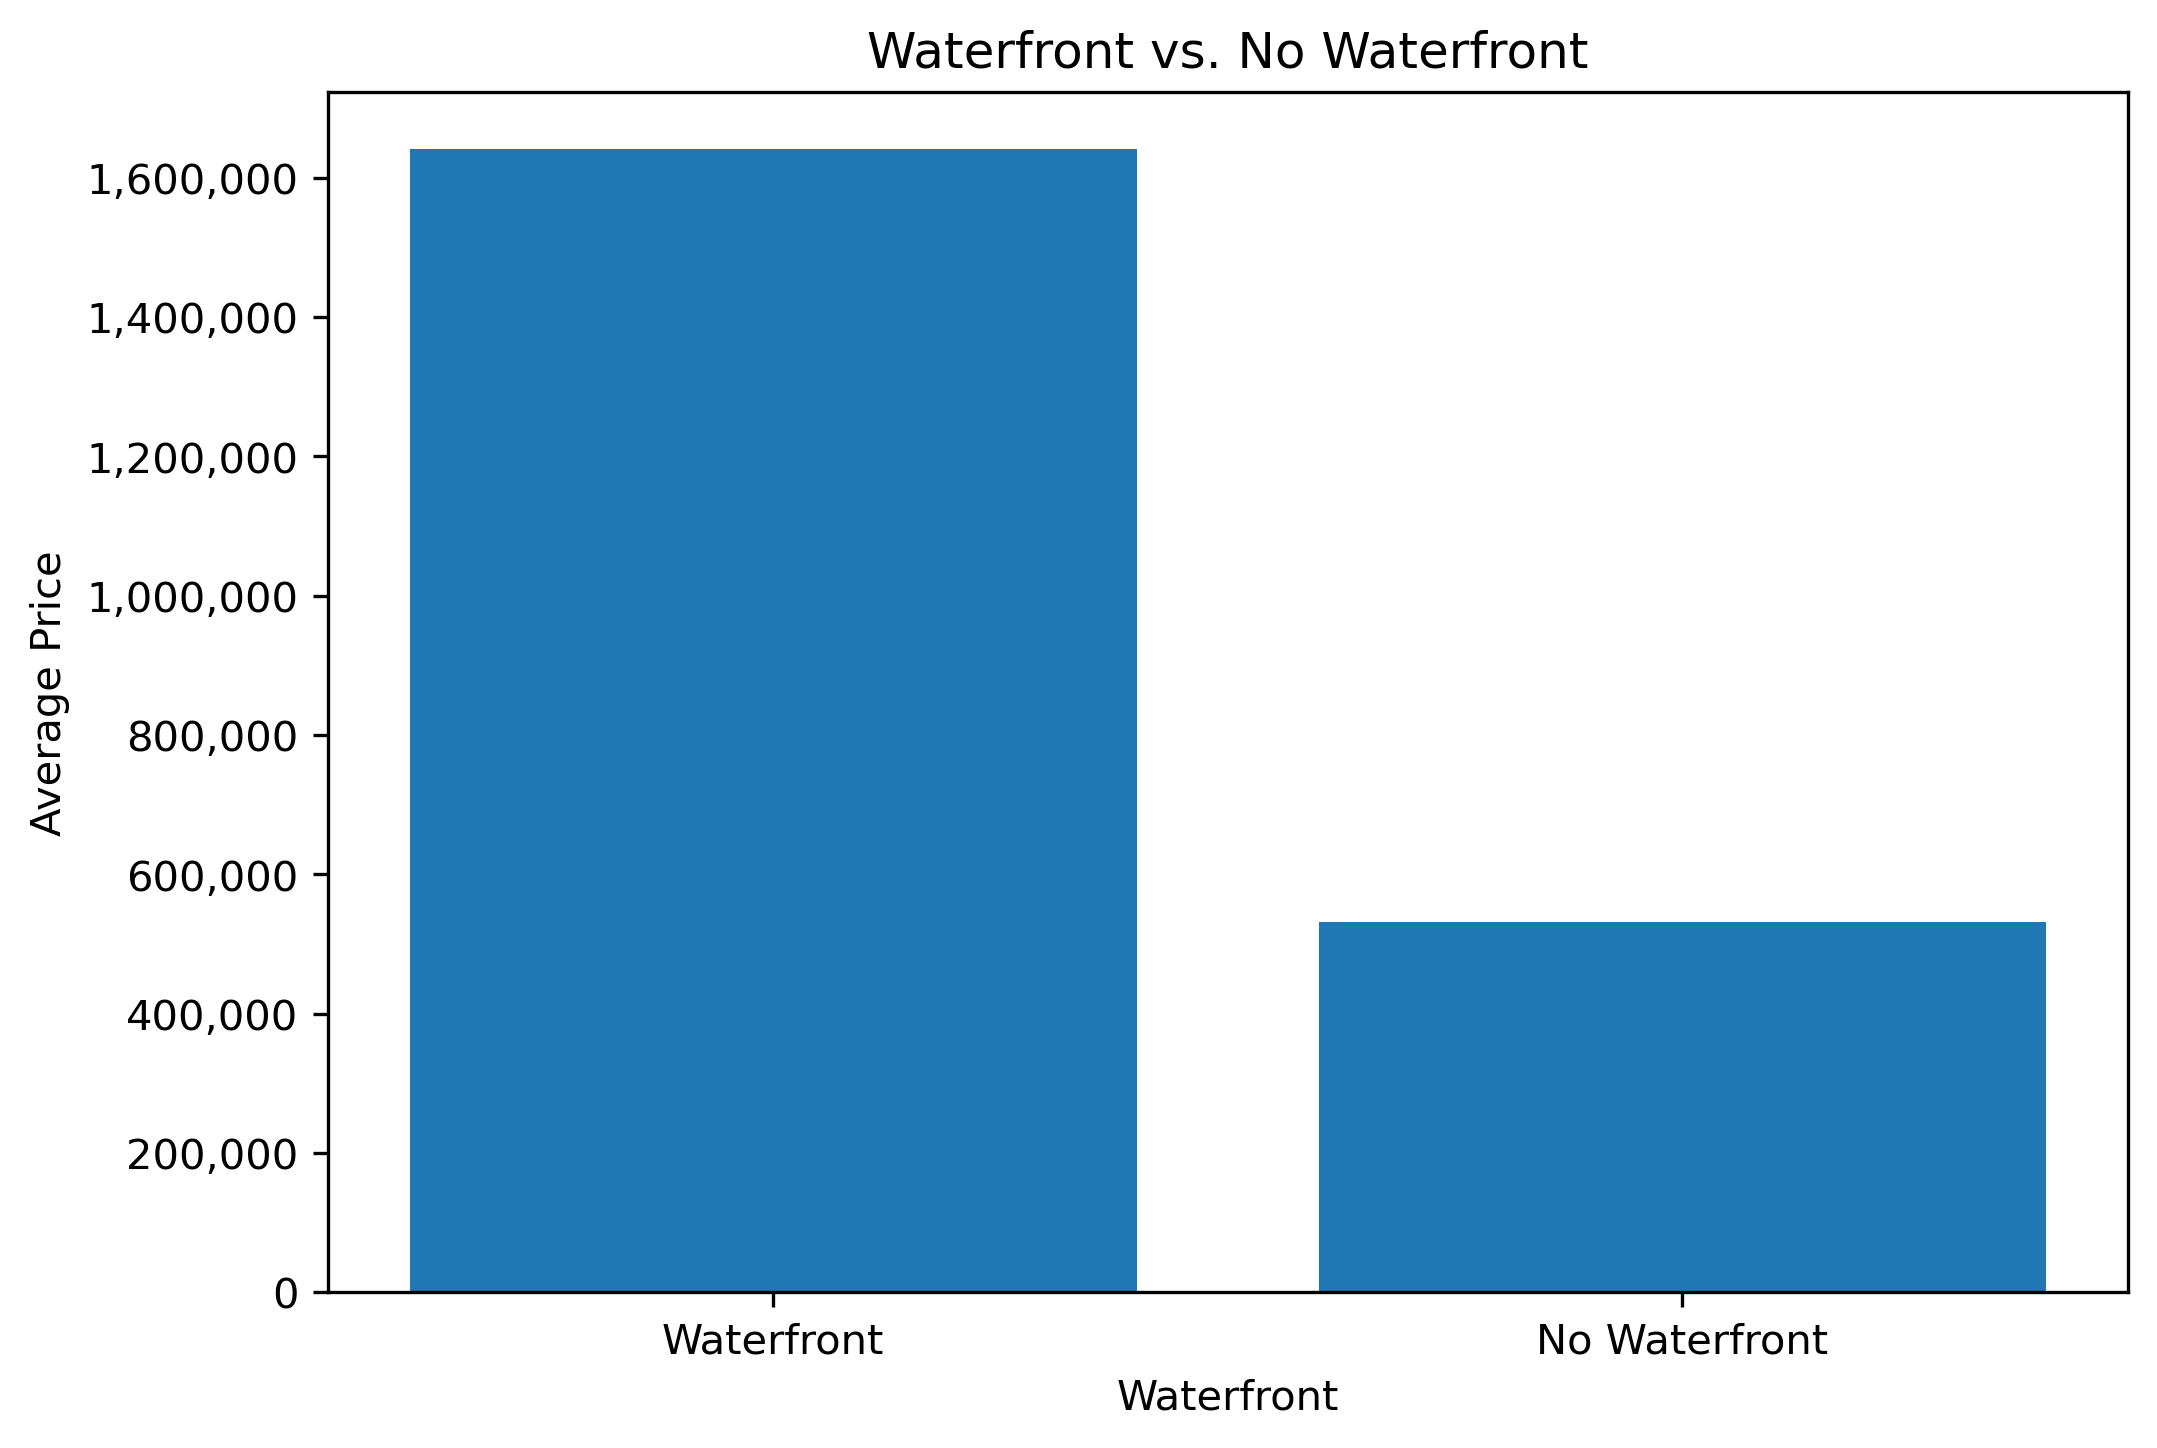 Waterfront vs. No Waterfront
Average Price
1,600,000
1,400,000
1,200,000
1,000,000
800,000
600,000
400,000
200,000
0
Waterfront
No Waterfront
Waterfront